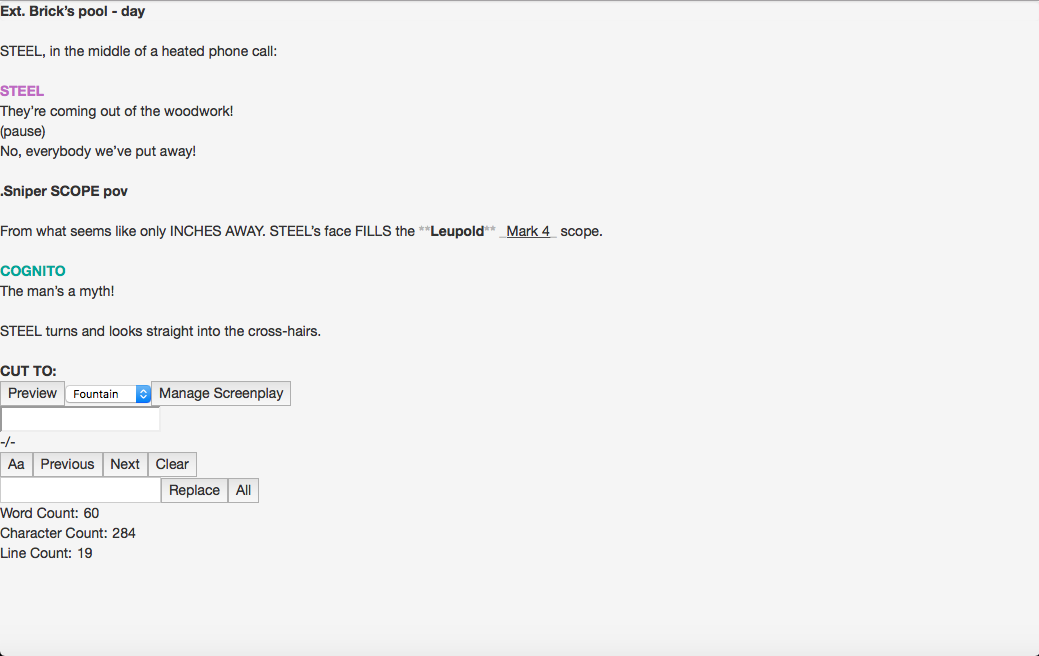 Ext. Brick’s pool - day
STEEL, in the middle of a heated phone call:
STEEL
They’re coming out of the woodwork!
(pause)
No, everybody we’ve put away!
.Sniper SCOPE pov
From what seems like only INCHES AWAY. STEEL’s face FILLS the **Leupold** _Mark 4_ scope.
COGNITO
The man’s a myth!
STEEL turns and looks straight into the cross-hairs.
CUT TO:
Preview Fountain Manage Screenplay
-/-
Aa Previous Next Clear
Replace All
Word Count: 60
Character Count: 284
Line Count: 19